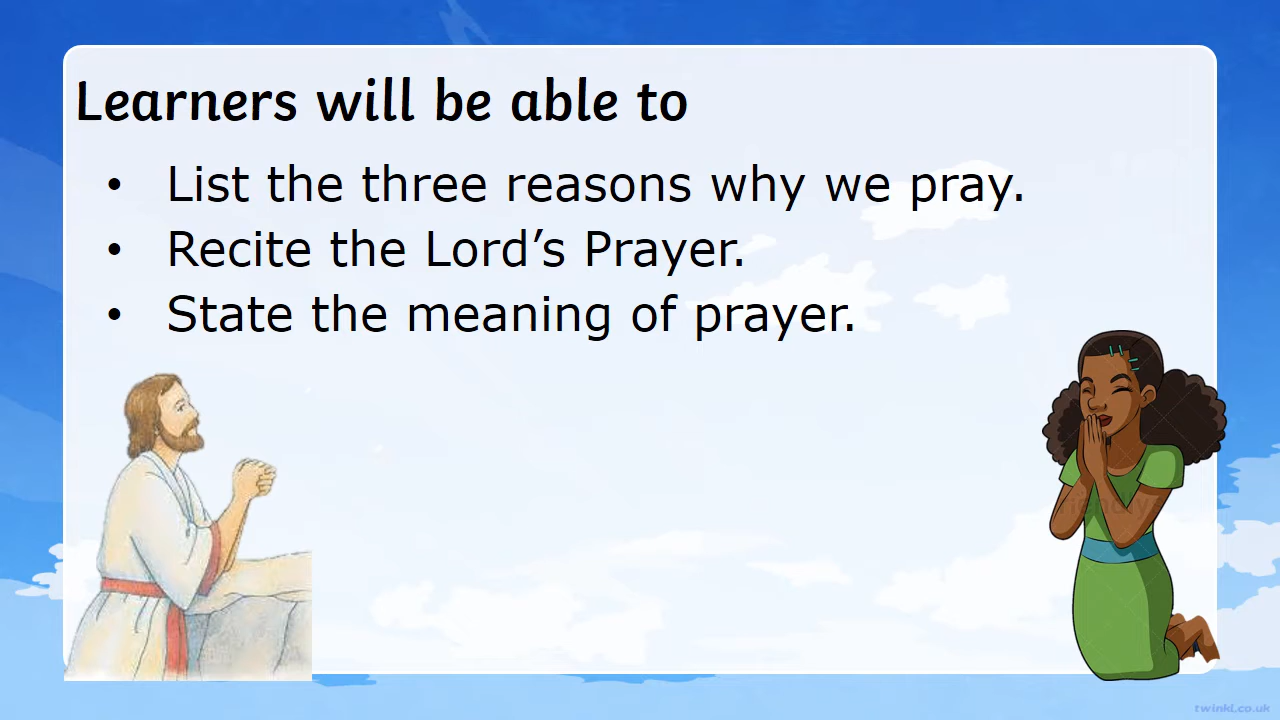 Learners will be able to
• List the three reasons why we pray.
• Recite the Lord’s Prayer.
• State the meaning of prayer.
twinkl.co.uk